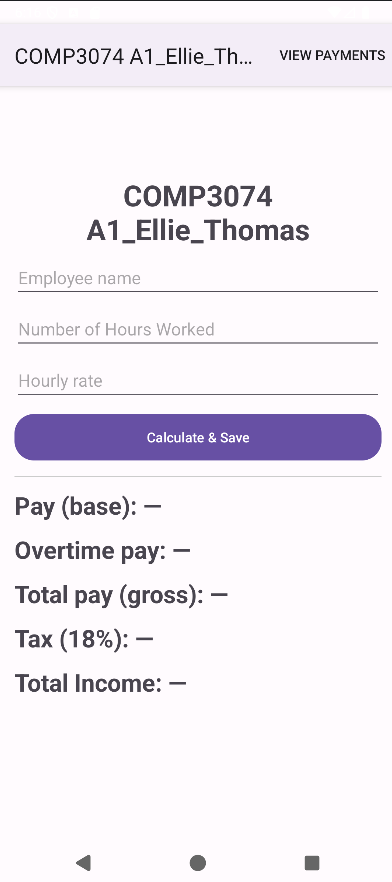 COMP3074 A1_Ellie_Th... VIEW PAYMENTS
COMP3074
A1_Ellie_Thomas
Employee name
Number of Hours Worked
Hourly rate
Calculate & Save
Pay (base): —
Overtime pay: —
Total pay (gross): —
Tax (18%): —
Total Income: —